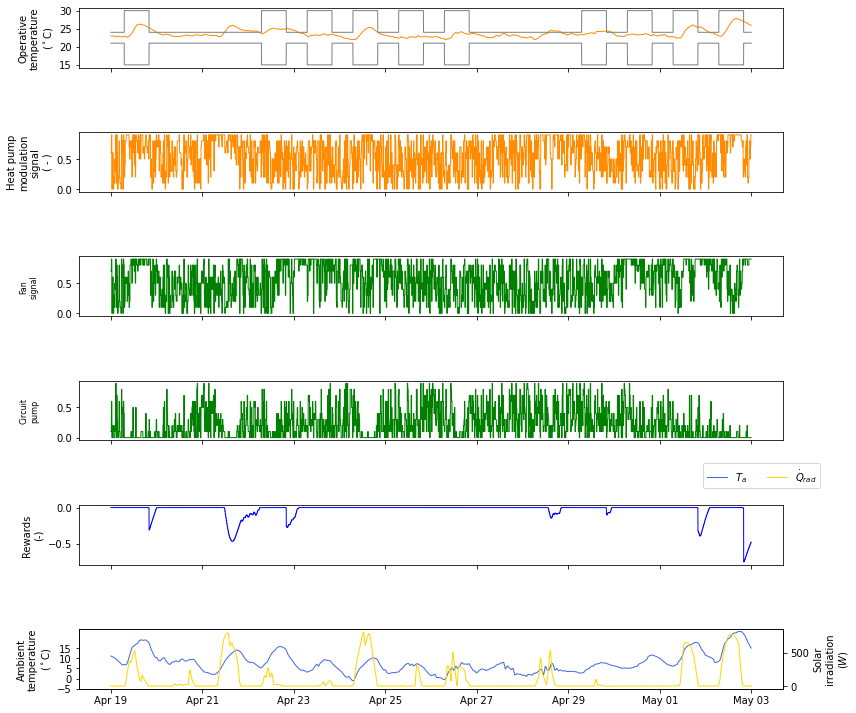 Operative
temperature
(°C)
30
25
20
15
Heat pump
modulation
signal
( - )
0.5
0.0
Fan
signal
0.5
0.0
Circuit
pump
0.5
0.0
Tₐ
Q̇rad
Rewards
(-)
0.0
−0.5
Ambient
temperature
(°C)
15
10
5
0
−5
500
0
Solar
irradiation
(W)
Apr 19
Apr 21
Apr 23
Apr 25
Apr 27
Apr 29
May 01
May 03